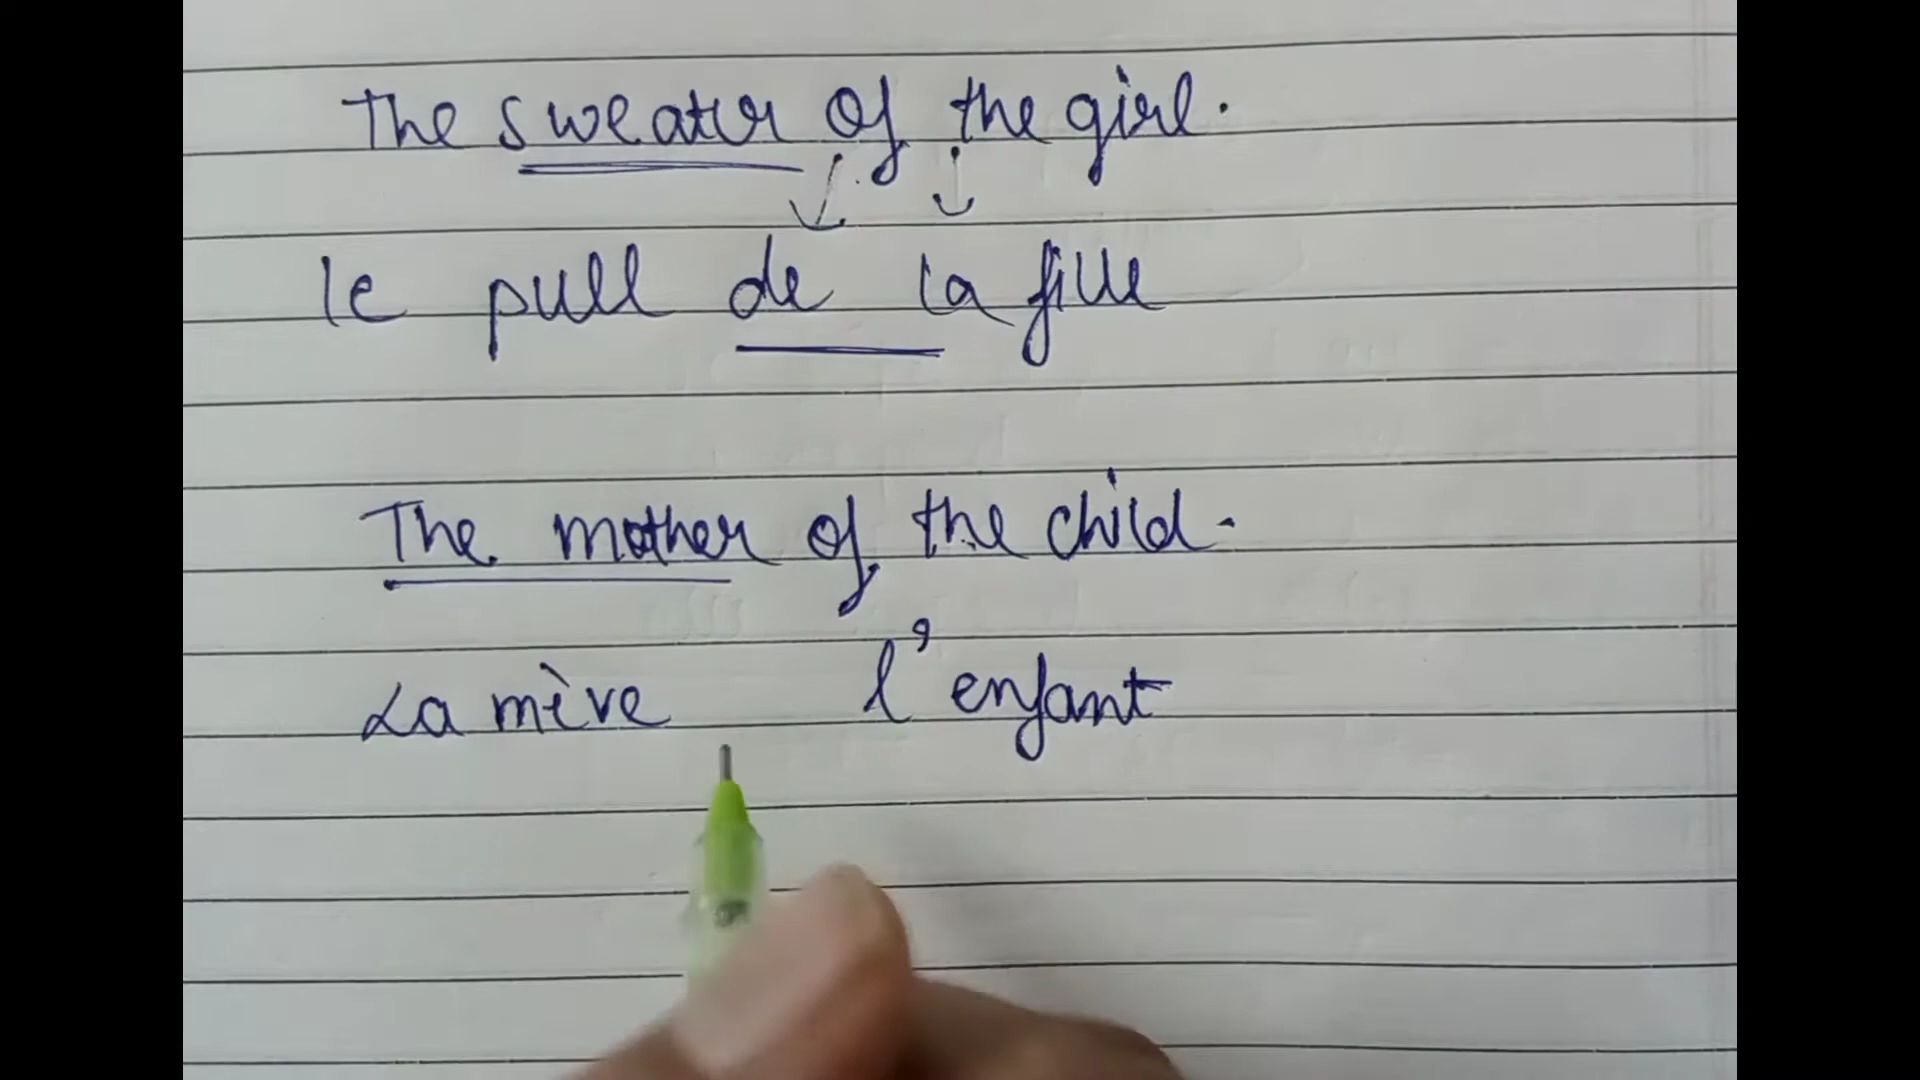 The sweater of the girl.
le pull de la fille
The mother of the child.
La mère l'enfant